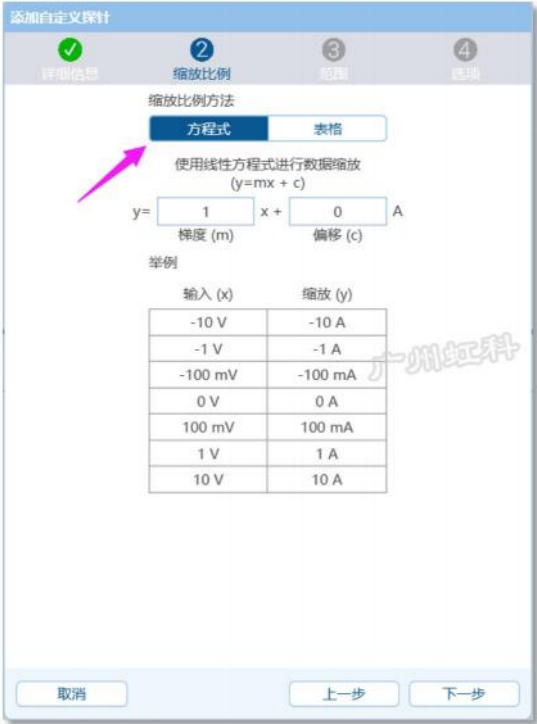 添加自定义探针
2 3 4
详细信息 缩放比例 范围 选项
缩放比例方法
方程式 表格
使用线性方程式进行数据缩放
(y=mx + c)
y= 1 x + 0 A
梯度 (m) 偏移 (c)
举例
输入 (x) 缩放 (y)
-10 V -10 A
-1 V -1 A
-100 mV -100 mA
0 V 0 A
100 mV 100 mA
1 V 1 A
10 V 10 A
广州虹科
取消 上一步 下一步